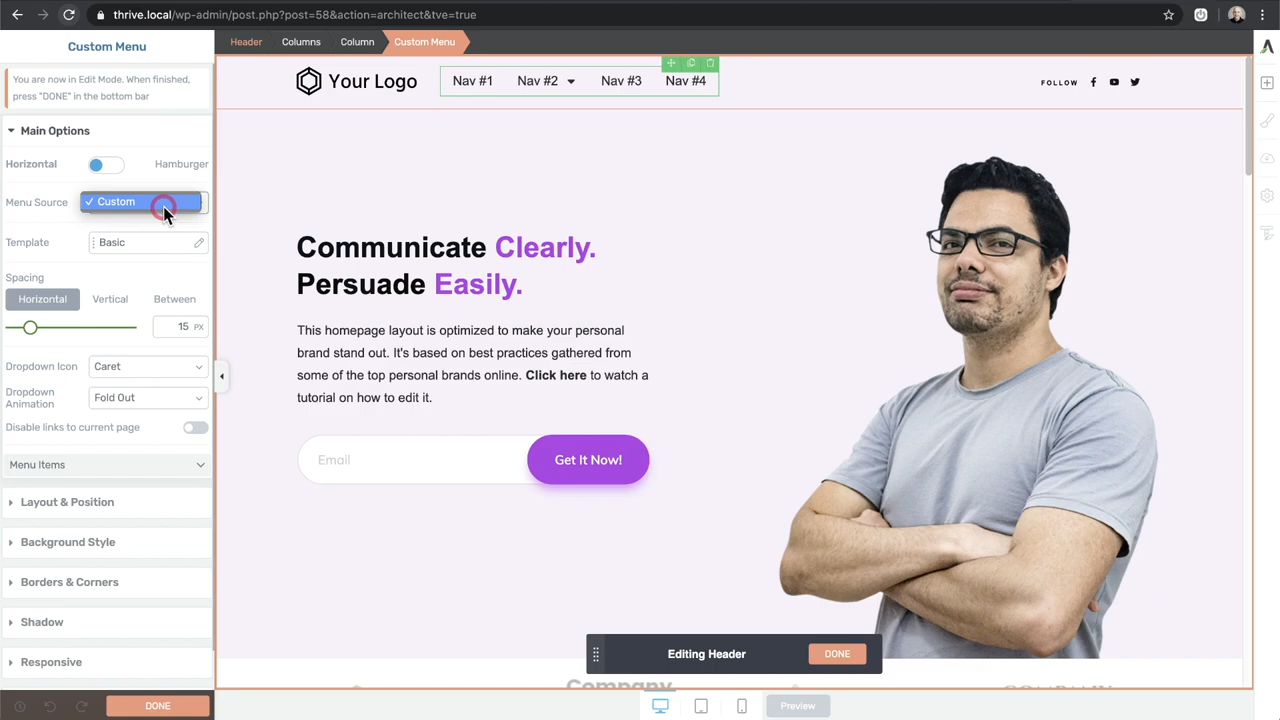 thrive.local/wp-admin/post.php?post=58&action=architect&tve=true
Custom Menu
Header
Columns
Column
Custom Menu
You are now in Edit Mode. When finished,
press "DONE" in the bottom bar
Main Options
Horizontal
Hamburger
Menu Source
✓ Custom
Template
Basic
Spacing
Horizontal
Vertical
Between
15 PX
Dropdown Icon
Caret
Dropdown
Animation
Fold Out
Disable links to current page
Menu Items
Layout & Position
Background Style
Borders & Corners
Shadow
Responsive
DONE
Your Logo
Nav #1
Nav #2
Nav #3
Nav #4
FOLLOW
Communicate Clearly.
Persuade Easily.
This homepage layout is optimized to make your personal
brand stand out. It's based on best practices gathered from
some of the top personal brands online. Click here to watch a
tutorial on how to edit it.
Email
Get It Now!
Editing Header
DONE
Company
COMPANY
Preview